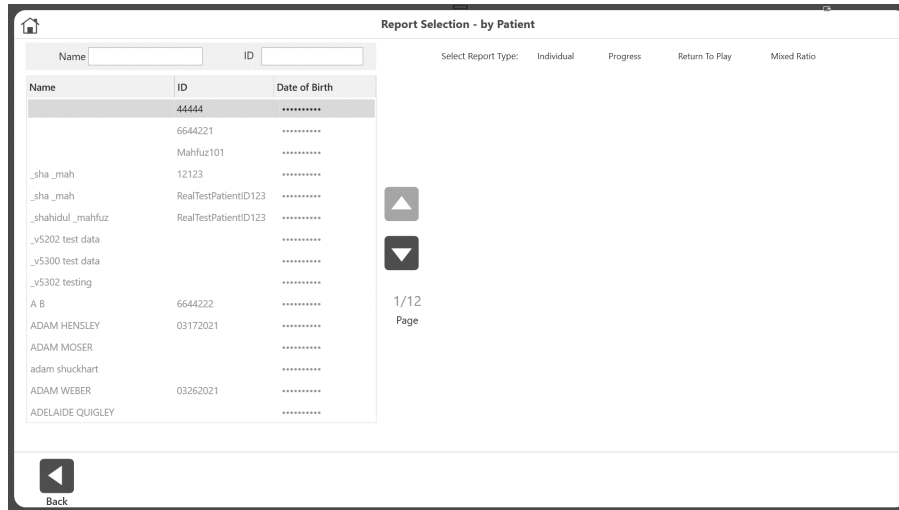 Report Selection - by Patient
Name ID
Select Report Type: Individual Progress Return To Play Mixed Ratio
Name ID Date of Birth
44444 ••••••••••
6644221 ••••••••••
Mahfuz101 ••••••••••
_sha _mah 12123 ••••••••••
_sha _mah RealTestPatientID123 ••••••••••
_shahidul _mahfuz RealTestPatientID123 ••••••••••
_v5202 test data ••••••••••
_v5300 test data ••••••••••
_v5302 testing ••••••••••
A B 6644222 ••••••••••
ADAM HENSLEY 03172021 ••••••••••
ADAM MOSER ••••••••••
adam shuckhart ••••••••••
ADAM WEBER 03262021 ••••••••••
ADELAIDE QUIGLEY ••••••••••
1/12
Page
Back